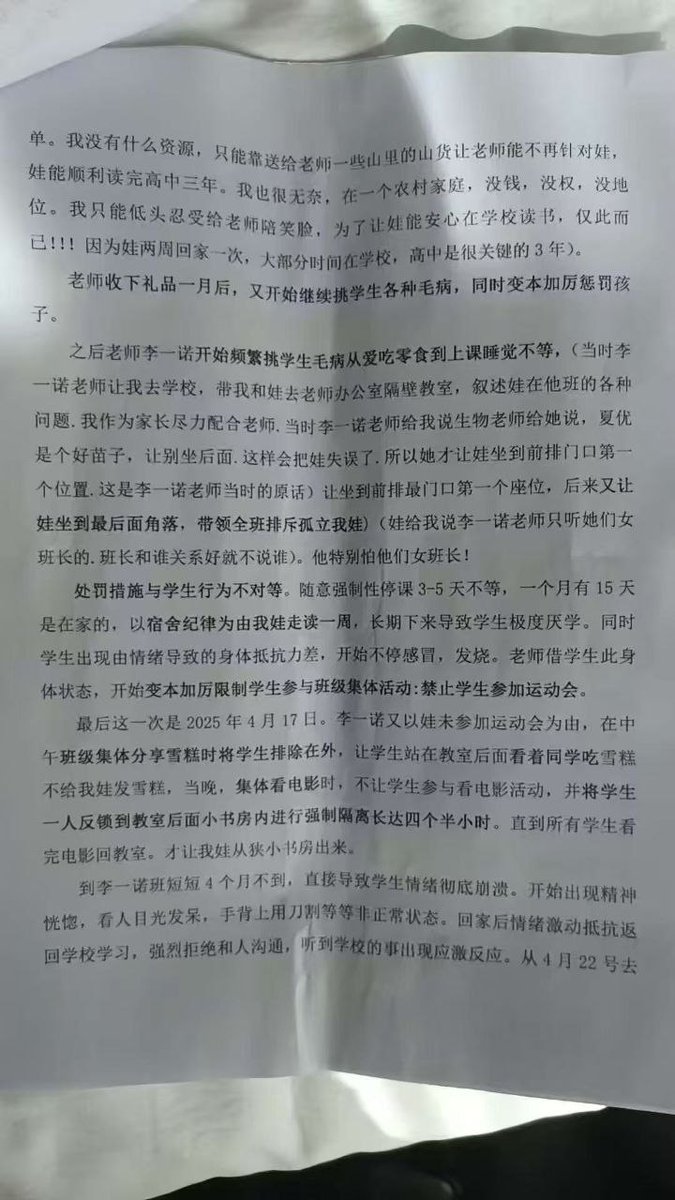 单。我没有什么资源，只能靠送给老师一些山里的山货让老师能不再针对娃，
娃能顺利读完高中三年。我也很无奈，在一个农村家庭，没钱，没权，没地
位。我只能低头忍受给老师陪笑脸，为了让娃能安心在学校读书，仅此而
已!!! 因为娃两周回家一次，大部分时间在学校，高中是很关键的 3 年）。
老师收下礼品一月后，又开始继续挑学生各种毛病，同时变本加厉惩罚孩
子。
之后老师李一诺开始频繁挑学生毛病从爱吃零食到上课睡觉不等，（当时李
一诺老师让我去学校，带我和娃去老师办公室隔壁教室，叙述娃在他班的各种
问题.我作为家长尽力配合老师.当时李一诺老师给我说生物老师给她说，夏优
是个好苗子，让别坐后面.这样会把娃失误了.所以她才让娃坐到前排门口第一
个位置.这是李一诺老师当时的原话）让坐到前排最门口第一个座位，后来又让
娃坐到最后面角落，带领全班排斥孤立我娃)（娃给我说李一诺老师只听她们女
班长的.班长和谁关系好就不说谁）。他特别怕他们女班长！
处罚措施与学生行为不对等。随意强制性停课 3-5 天不等，一个月有 15 天
是在家的，以宿舍纪律为由我娃走读一周，长期下来导致学生极度厌学。同时
学生出现由情绪导致的身体抵抗力差，开始不停感冒，发烧。老师借学生此身
体状态，开始变本加厉限制学生参与班级集体活动:禁止学生参加运动会。
最后这一次是 2025 年 4 月 17 日。李一诺又以娃未参加运动会为由，在中
午班级集体分享雪糕时将学生排除在外，让学生站在教室后面看着同学吃雪糕
不给我娃发雪糕，当晚，集体看电影时，不让学生参与看电影活动，并将学生
一人反锁到教室后面小书房内进行强制隔离长达四个半小时。直到所有学生看
完电影回教室。才让我娃从狭小书房出来。
到李一诺班短短 4 个月不到，直接导致学生情绪彻底崩溃。开始出现精神
恍惚，看人目光发呆，手背上用刀割等等非正常状态。回家后情绪激动抵抗返
回学校学习，强烈拒绝和人沟通，听到学校的事出现应激反应。从 4 月 22 号去